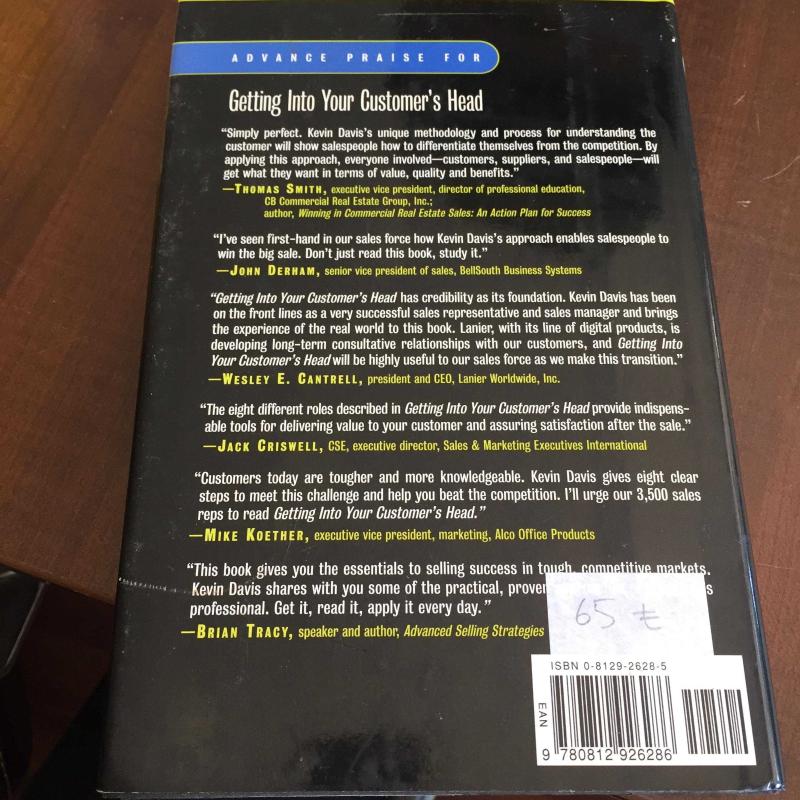 ADVANCE PRAISE FOR
Getting Into Your Customer's Head
“Simply perfect. Kevin Davis's unique methodology and process for understanding the
customer will show salespeople how to differentiate themselves from the competition. By
applying this approach, everyone involved—customers, suppliers, and salespeople—will
get what they want in terms of value, quality and benefits.”
—THOMAS SMITH, executive vice president, director of professional education,
CB Commercial Real Estate Group, Inc.;
author, Winning in Commercial Real Estate Sales: An Action Plan for Success
“I've seen first-hand in our sales force how Kevin Davis's approach enables salespeople to
win the big sale. Don't just read this book, study it.”
—JOHN DERHAM, senior vice president of sales, BellSouth Business Systems
“Getting Into Your Customer's Head has credibility as its foundation. Kevin Davis has been
on the front lines as a very successful sales representative and sales manager and brings
the experience of the real world to this book. Lanier, with its line of digital products, is
developing long-term consultative relationships with our customers, and Getting Into
Your Customer's Head will be highly useful to our sales force as we make this transition.”
—WESLEY E. CANTRELL, president and CEO, Lanier Worldwide, Inc.
“The eight different roles described in Getting Into Your Customer's Head provide indispens-
able tools for delivering value to your customer and assuring satisfaction after the sale.”
—JACK CRISWELL, CSE, executive director, Sales & Marketing Executives International
“Customers today are tougher and more knowledgeable. Kevin Davis gives eight clear
steps to meet this challenge and help you beat the competition. I'll urge our 3,500 sales
reps to read Getting Into Your Customer's Head.”
—MIKE KOETHER, executive vice president, marketing, Alco Office Products
“This book gives you the essentials to selling success in tough, competitive markets.
Kevin Davis shares with you some of the practical,
professional. Get it, read it, apply it every day.”
—BRIAN TRACY, speaker and author, Advanced Selling Strategies
65
ISBN 0-8129-2628-5
EAN
9 780812 926286